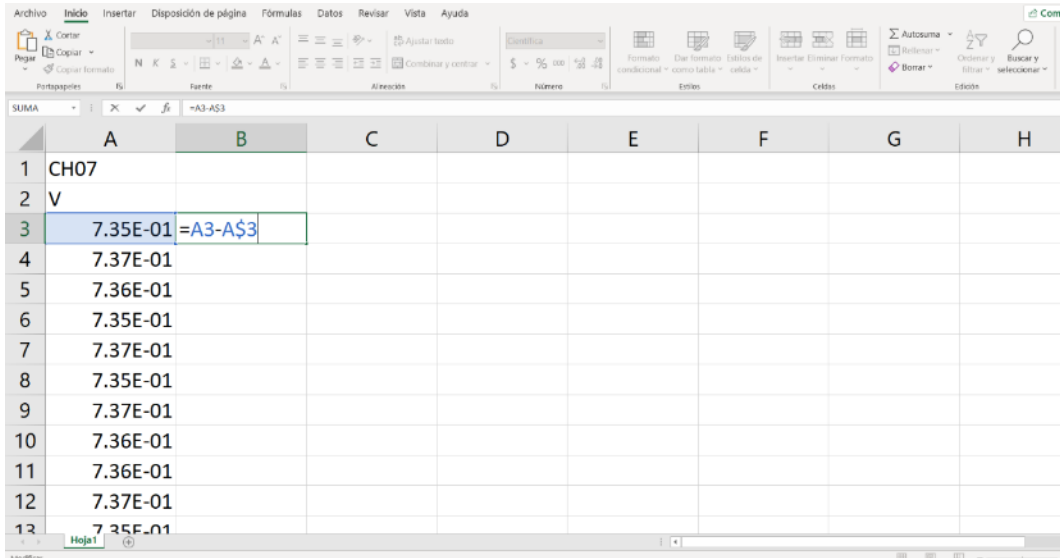 Archivo Inicio Insertar Disposición de página Fórmulas Datos Revisar Vista Ayuda Com
Cortar
Copiar
Copiar formato
Pegar
Portapapeles
11 A A
N K S A
Fuente
Ajustar texto
Combinar y centrar
Alineación
Científica
$ % 000
Número
Formato condicional
Dar formato como tabla
Estilos de celda
Estilos
Insertar Eliminar Formato
Celdas
Autosuma
Rellenar
Borrar
Ordenar y filtrar
Buscar y seleccionar
Edición
SUMA fx =A3-A$3
A B C D E F G H
1 CH07
2 V
3 7.35E-01 =A3-A$3
4 7.37E-01
5 7.36E-01
6 7.35E-01
7 7.37E-01
8 7.35E-01
9 7.37E-01
10 7.36E-01
11 7.36E-01
12 7.37E-01
13 7.35E-01
Hoja1